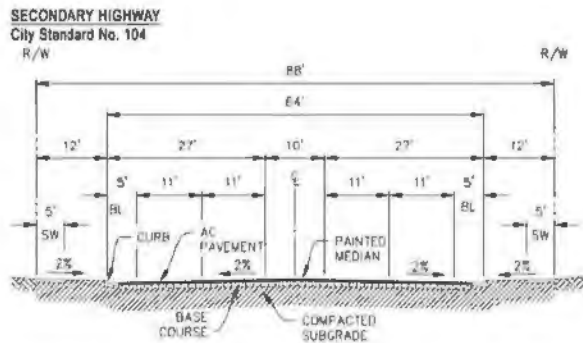 SECONDARY HIGHWAY
City Standard No. 104
R/W R/W
88'
64'
12' 27' 10' 27' 12'
5' 11' 11' ℄ 11' 11' 5'
BL BL
5' 5'
SW SW
CURB AC PAVEMENT PAINTED MEDIAN
2% 2% 2% 2%
BASE COURSE COMPACTED SUBGRADE